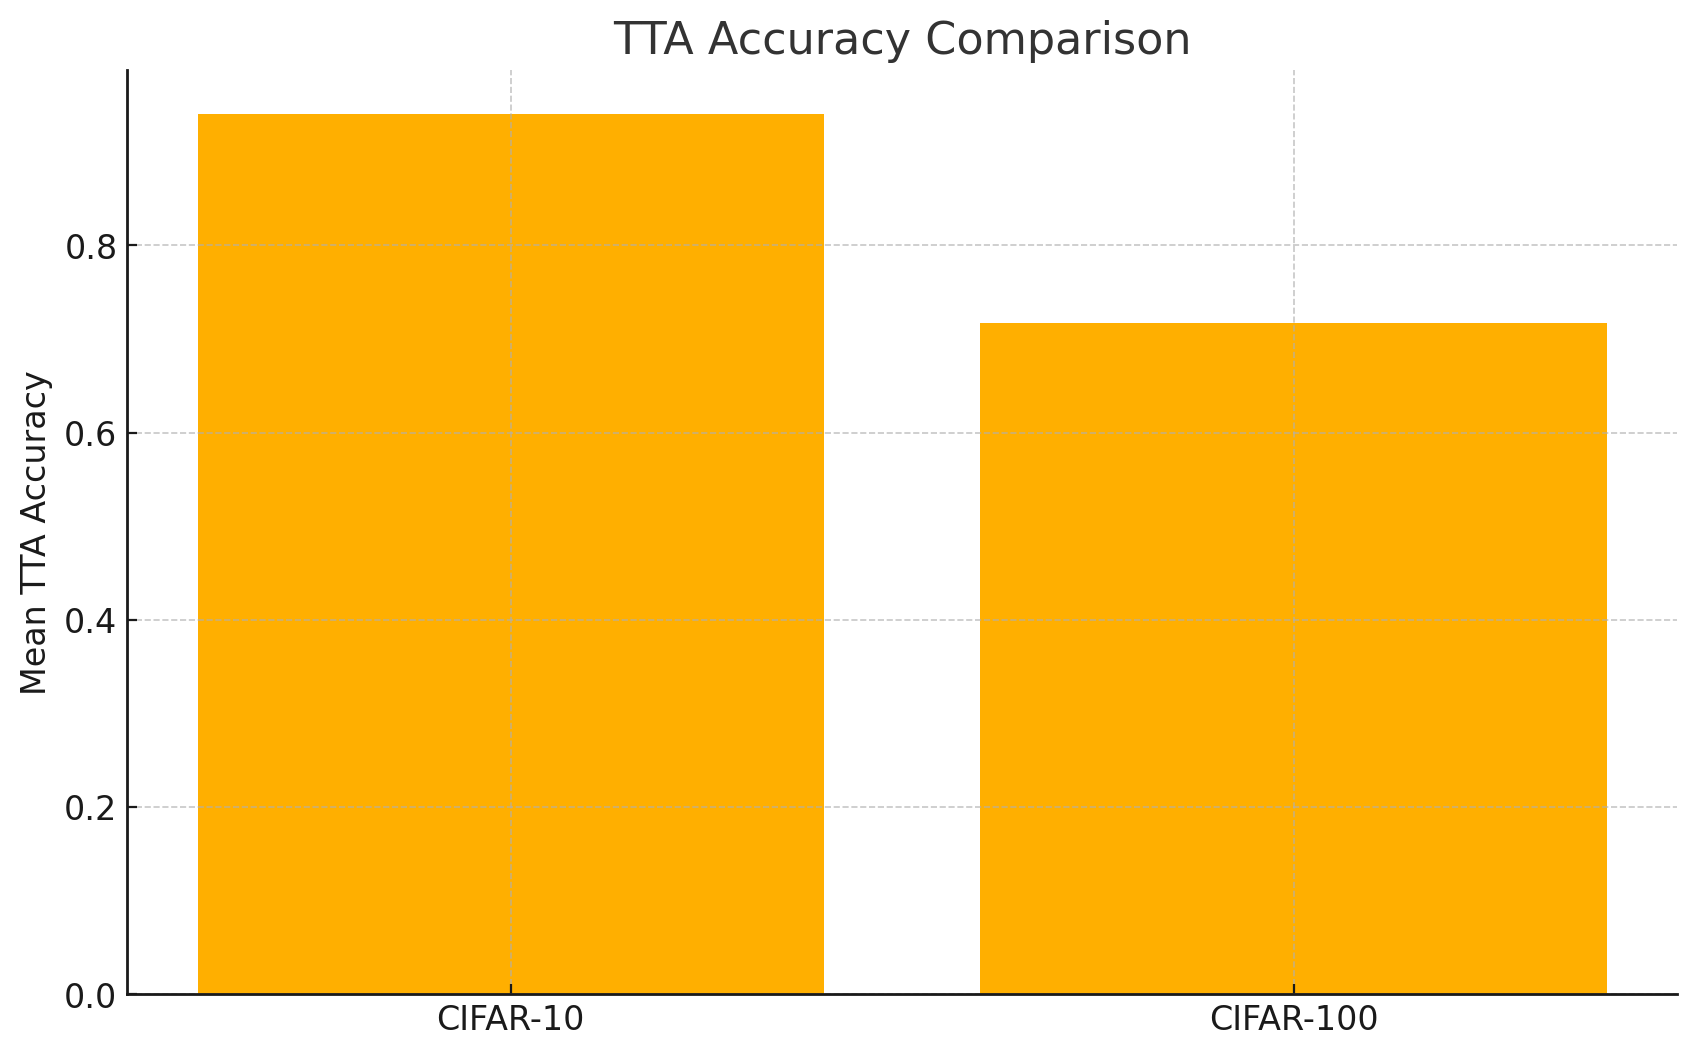 TTA Accuracy Comparison
Mean TTA Accuracy
0.8
0.6
0.4
0.2
0.0
CIFAR-10
CIFAR-100